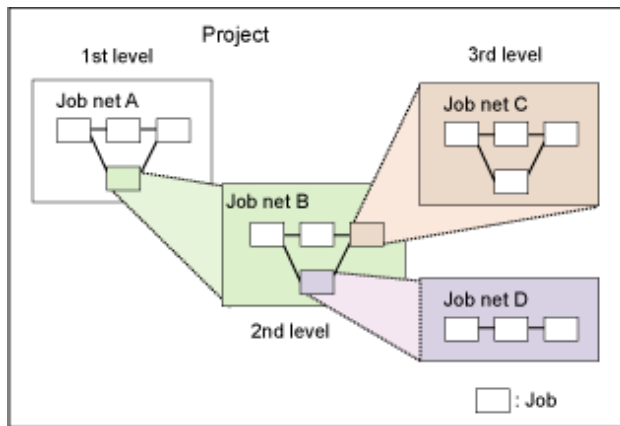 Project
1st level
3rd level
Job net A
Job net C
Job net B
Job net D
2nd level
: Job